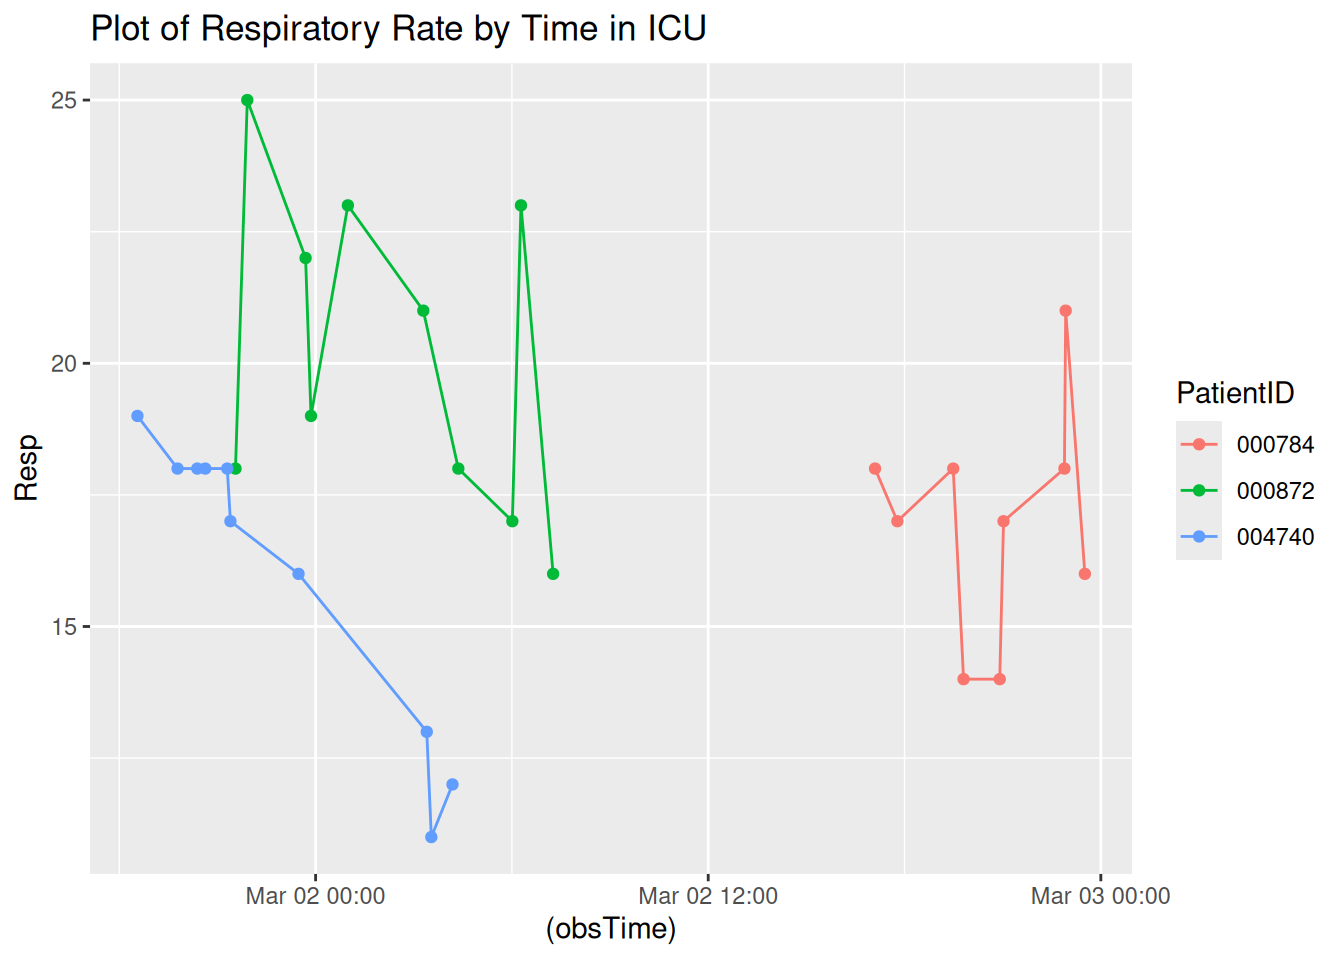 Plot of Respiratory Rate by Time in ICU
25
20
15
Resp
Mar 02 00:00
Mar 02 12:00
Mar 03 00:00
(obsTime)
PatientID
000784
000872
004740